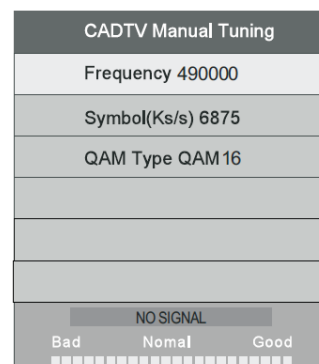 CADTV Manual Tuning
Frequency 490000
Symbol(Ks/s) 6875
QAM Type QAM16
NO SIGNAL
Bad Nomal Good